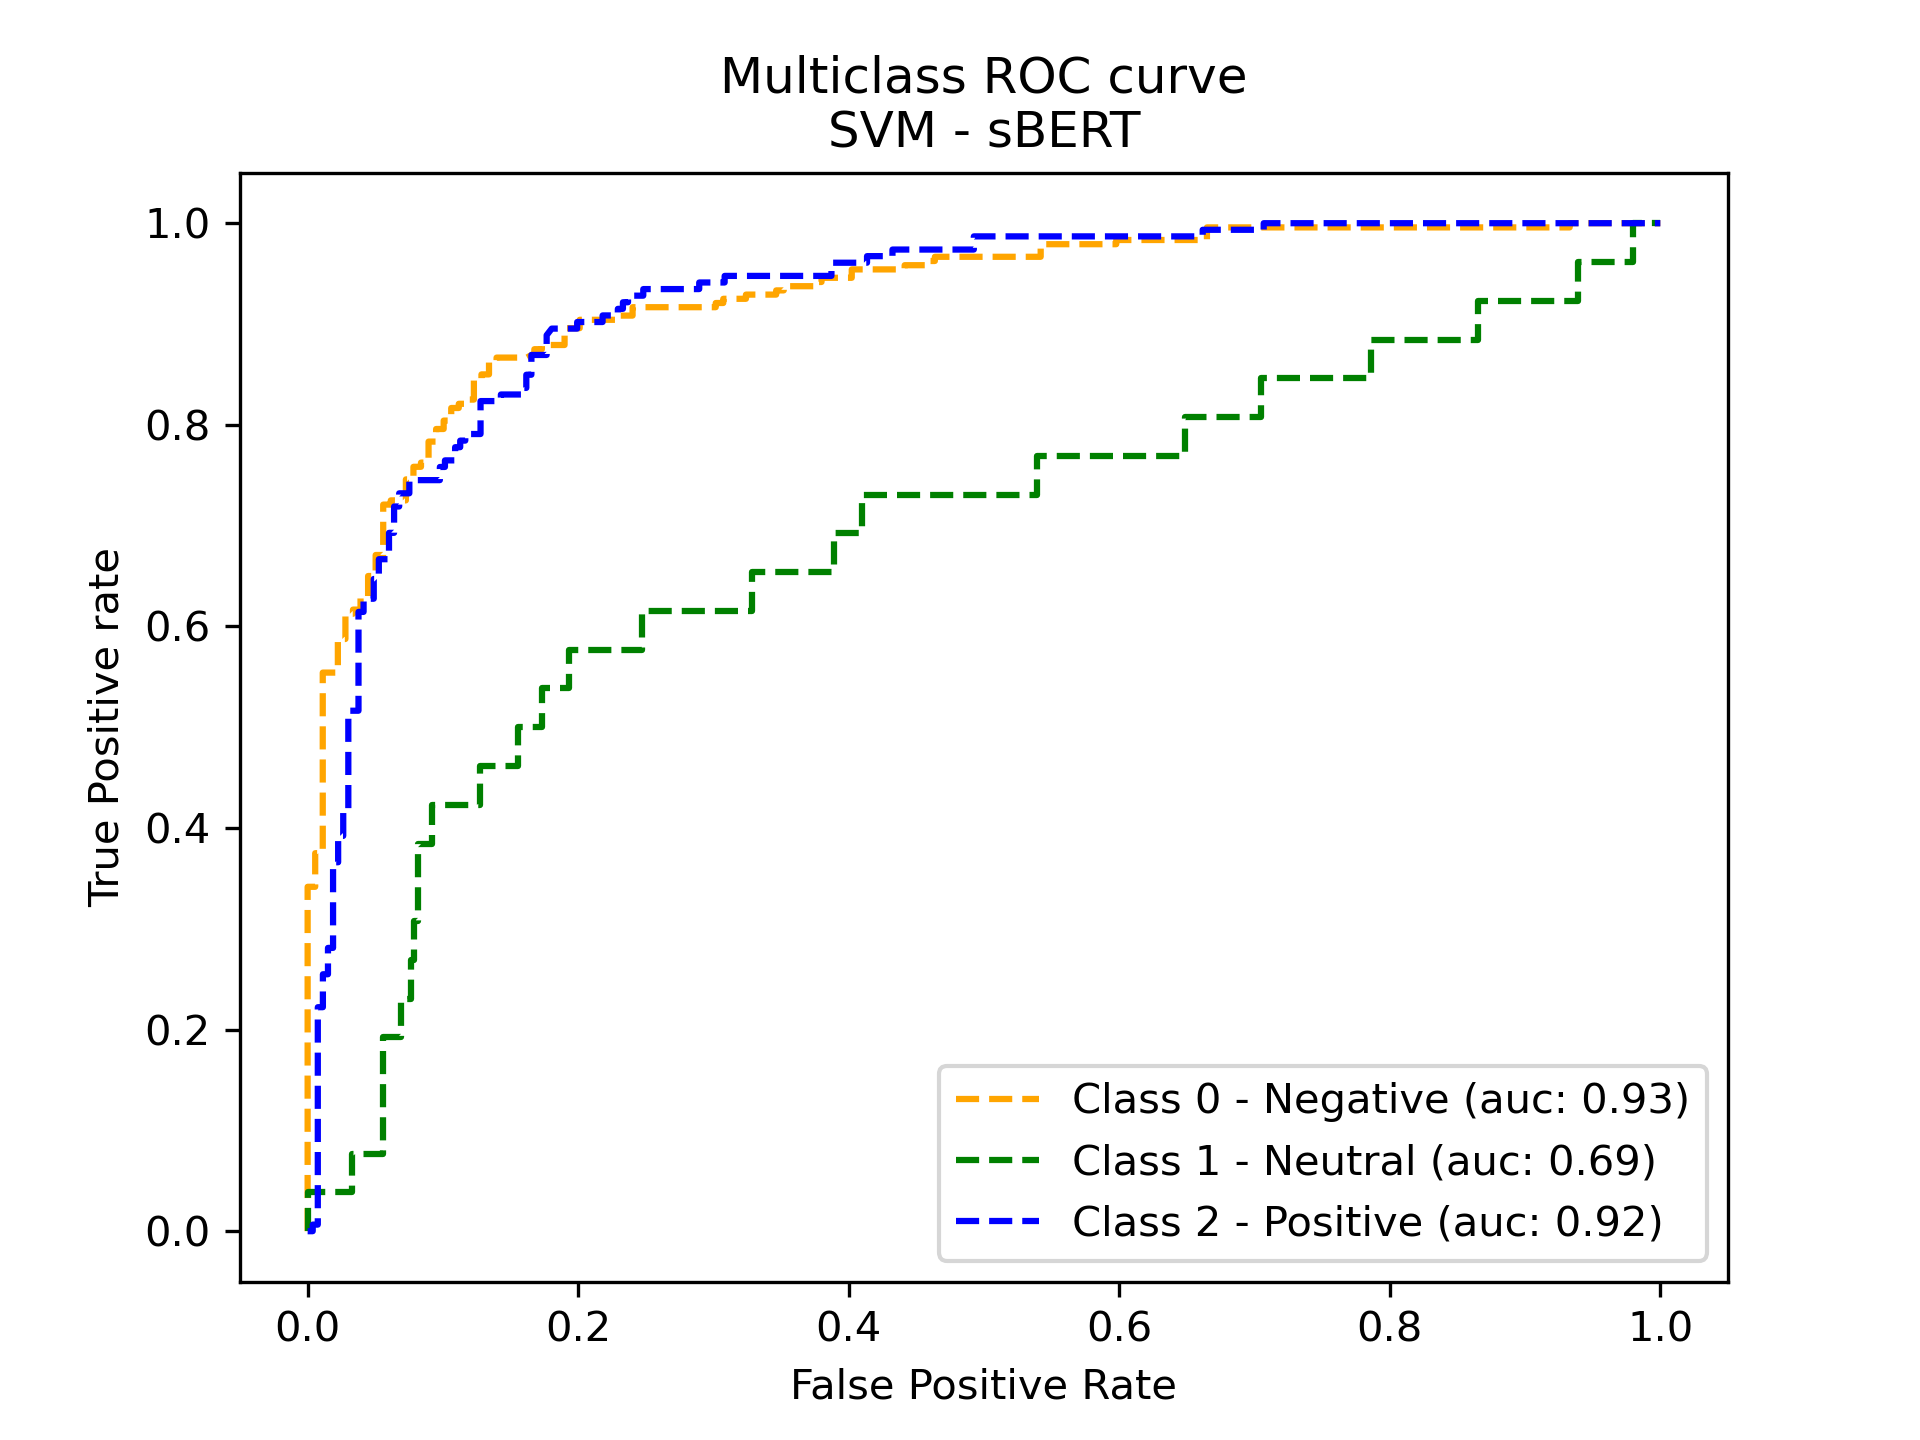 Multiclass ROC curve
SVM - sBERT
True Positive rate
1.0
0.8
0.6
0.4
0.2
0.0
Class 0 - Negative (auc: 0.93)
Class 1 - Neutral (auc: 0.69)
Class 2 - Positive (auc: 0.92)
0.0 0.2 0.4 0.6 0.8 1.0
False Positive Rate